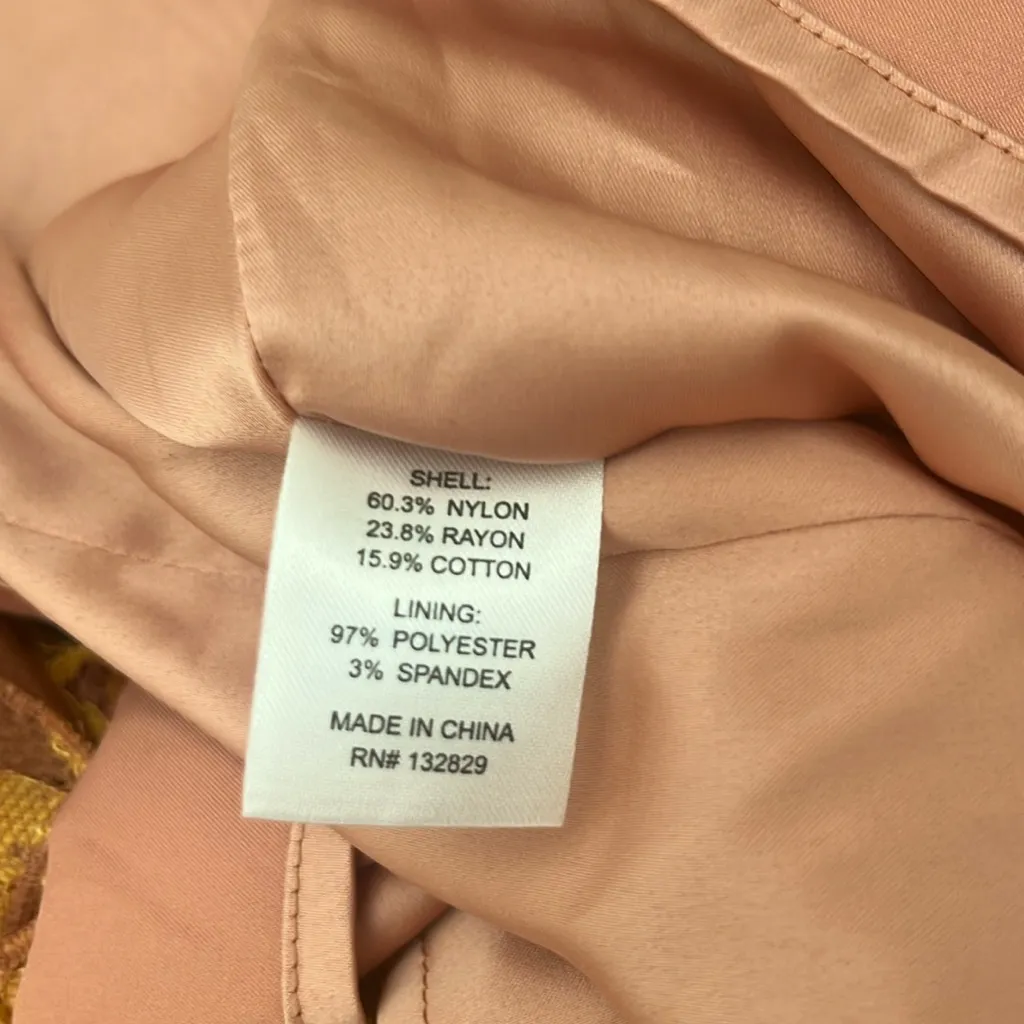 SHELL:
60.3% NYLON
23.8% RAYON
15.9% COTTON
LINING:
97% POLYESTER
3% SPANDEX
MADE IN CHINA
RN# 132829